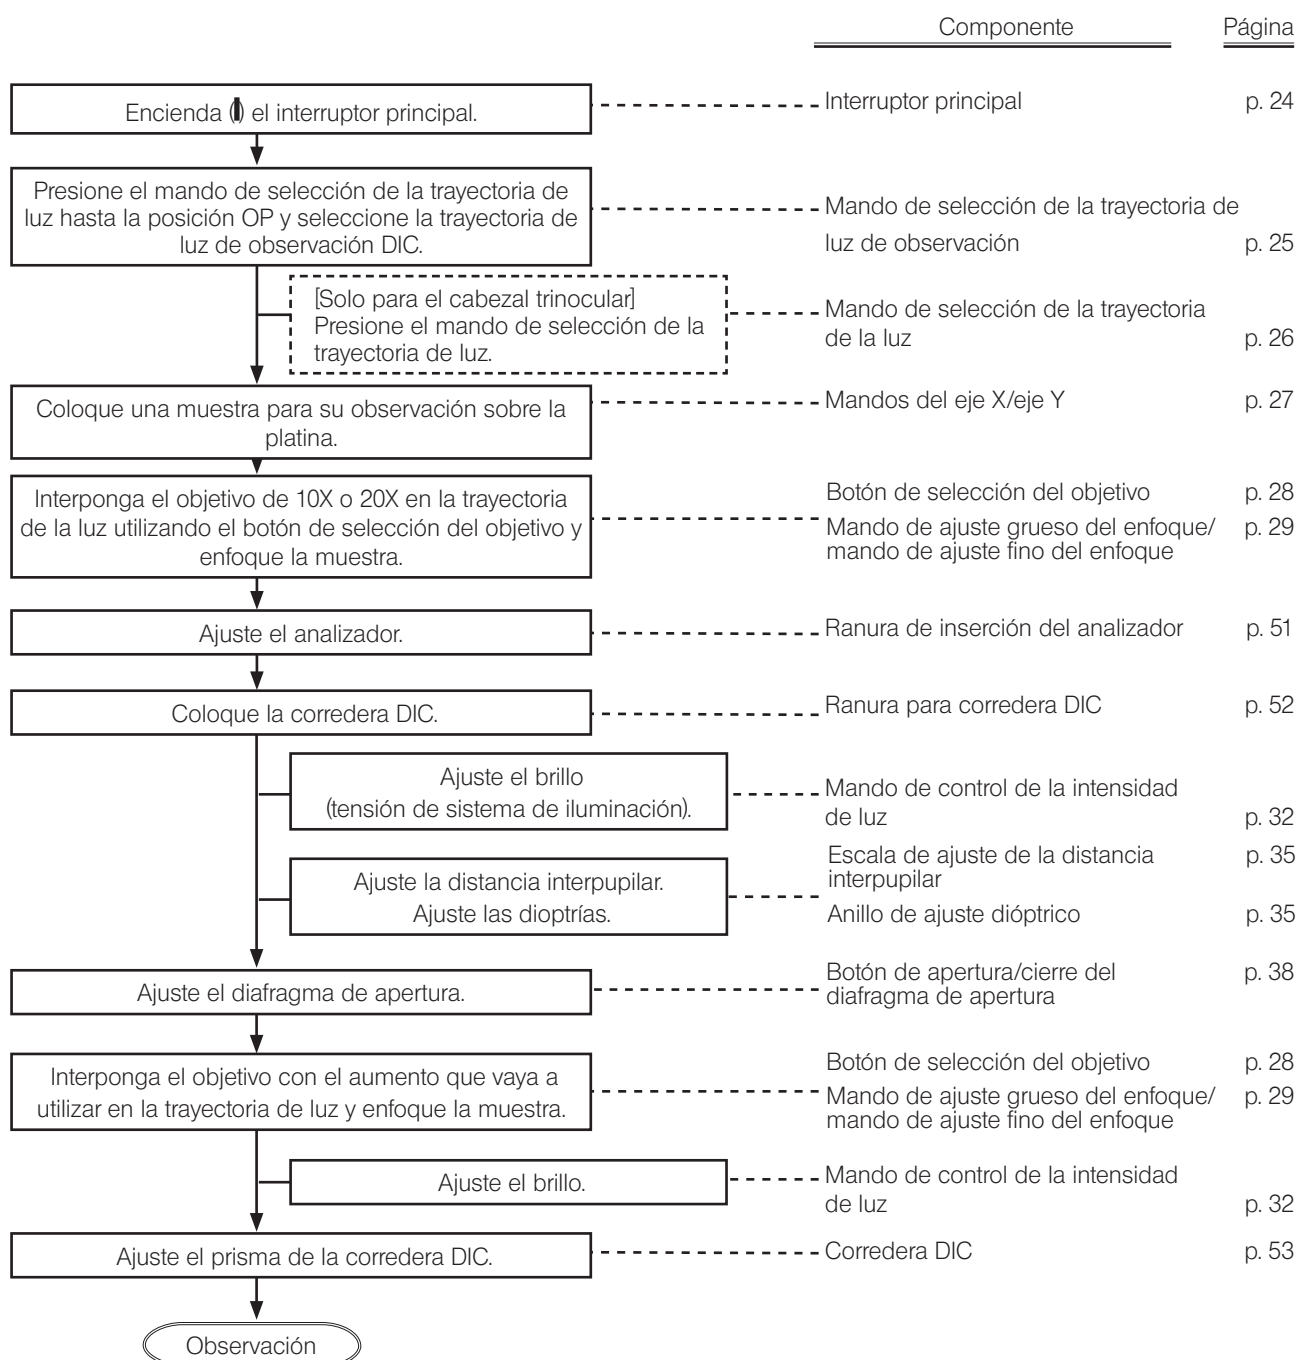 Componente Página
Encienda (I) el interruptor principal.
Interruptor principal p. 24
Presione el mando de selección de la trayectoria de
luz hasta la posición OP y seleccione la trayectoria de
luz de observación DIC.
Mando de selección de la trayectoria de
luz de observación p. 25
[Solo para el cabezal trinocular]
Presione el mando de selección de la
trayectoria de luz.
Mando de selección de la trayectoria
de la luz p. 26
Coloque una muestra para su observación sobre la
platina.
Mandos del eje X/eje Y p. 27
Interponga el objetivo de 10X o 20X en la trayectoria
de la luz utilizando el botón de selección del objetivo y
enfoque la muestra.
Botón de selección del objetivo p. 28
Mando de ajuste grueso del enfoque/ p. 29
mando de ajuste fino del enfoque
Ajuste el analizador.
Ranura de inserción del analizador p. 51
Coloque la corredera DIC.
Ranura para corredera DIC p. 52
Ajuste el brillo
(tensión de sistema de iluminación).
Mando de control de la intensidad
de luz p. 32
Ajuste la distancia interpupilar.
Ajuste las dioptrías.
Escala de ajuste de la distancia p. 35
interpupilar
Anillo de ajuste dióptrico p. 35
Ajuste el diafragma de apertura.
Botón de apertura/cierre del p. 38
diafragma de apertura
Interponga el objetivo con el aumento que vaya a
utilizar en la trayectoria de luz y enfoque la muestra.
Botón de selección del objetivo p. 28
Mando de ajuste grueso del enfoque/ p. 29
mando de ajuste fino del enfoque
Ajuste el brillo.
Mando de control de la intensidad
de luz p. 32
Ajuste el prisma de la corredera DIC.
Corredera DIC p. 53
Observación